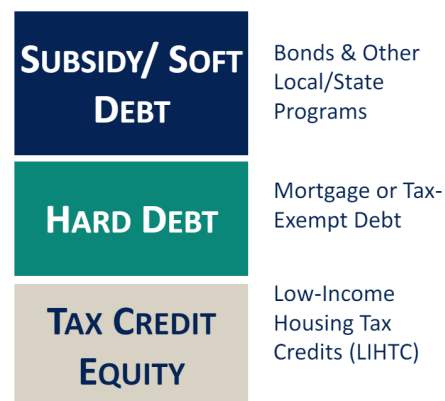 SUBSIDY/ SOFT
DEBT
Bonds & Other
Local/State
Programs
HARD DEBT
Mortgage or Tax-
Exempt Debt
TAX CREDIT
EQUITY
Low-Income
Housing Tax
Credits (LIHTC)